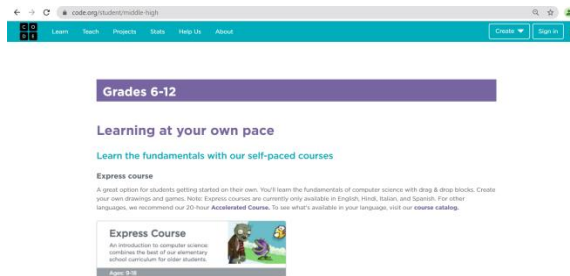 code.org/student/middle-high
C O
D E
Learn Teach Projects Stats Help Us About
Create
Sign in
Grades 6-12
Learning at your own pace
Learn the fundamentals with our self-paced courses
Express course
A great option for students getting started on their own. You'll learn the fundamentals of computer science with drag & drop blocks. Create
your own drawings and games. Note: Express courses are currently only available in English, Hindi, Italian, and Spanish. For other
languages, we recommend our 20-hour Accelerated Course. To see what's available in your language, visit our course catalog.
Express Course
An introduction to computer science:
combines the best of our elementary
school curriculum for older students.
Ages: 9-18